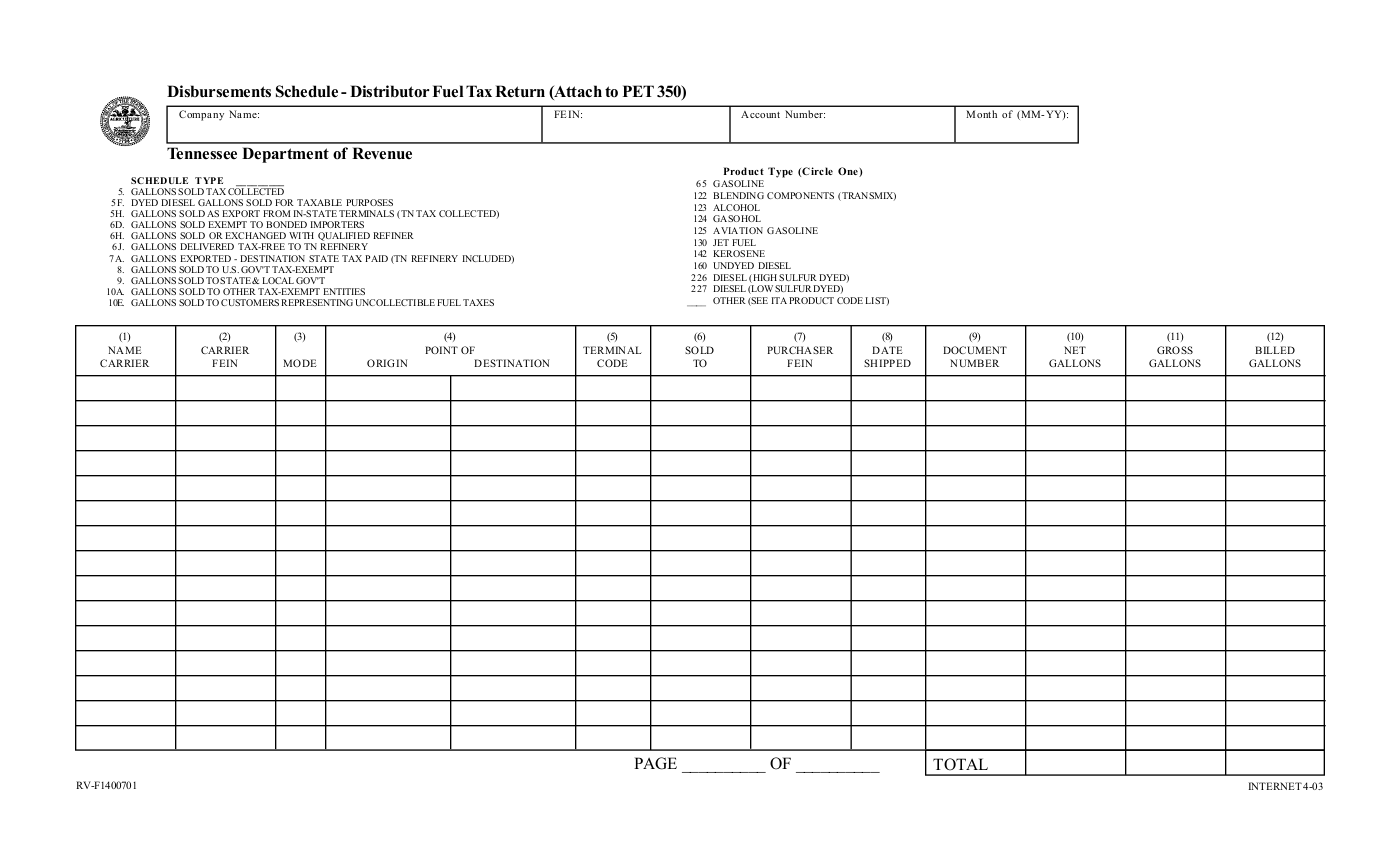 Disbursements Schedule - Distributor Fuel Tax Return (Attach to PET 350)
Company Name: FEIN: Account Number: Month of (MM-YY):
AGRICULTURE
Tennessee Department of Revenue
SCHEDULE TYPE ________
5. GALLONS SOLD TAX COLLECTED
5F. DYED DIESEL GALLONS SOLD FOR TAXABLE PURPOSES
5H. GALLONS SOLD AS EXPORT FROM IN-STATE TERMINALS (TN TAX COLLECTED)
6D. GALLONS SOLD EXEMPT TO BONDED IMPORTERS
6H. GALLONS SOLD OR EXCHANGED WITH QUALIFIED REFINER
6J. GALLONS DELIVERED TAX-FREE TO TN REFINERY
7A. GALLONS EXPORTED - DESTINATION STATE TAX PAID (TN REFINERY INCLUDED)
8. GALLONS SOLD TO U.S. GOV'T TAX-EXEMPT
9. GALLONS SOLD TO STATE & LOCAL GOV'T
10A. GALLONS SOLD TO OTHER TAX-EXEMPT ENTITIES
10E. GALLONS SOLD TO CUSTOMERS REPRESENTING UNCOLLECTIBLE FUEL TAXES
Product Type (Circle One)
65 GASOLINE
122 BLENDING COMPONENTS (TRANSMIX)
123 ALCOHOL
124 GASOHOL
125 AVIATION GASOLINE
130 JET FUEL
142 KEROSENE
160 UNDYED DIESEL
226 DIESEL (HIGH SULFUR DYED)
227 DIESEL (LOW SULFUR DYED)
____ OTHER (SEE ITA PRODUCT CODE LIST)
(1) (2) (3) (4) (5) (6) (7) (8) (9) (10) (11) (12)
NAME CARRIER POINT OF TERMINAL SOLD PURCHASER DATE DOCUMENT NET GROSS BILLED
CARRIER FEIN MODE ORIGIN DESTINATION CODE TO FEIN SHIPPED NUMBER GALLONS GALLONS GALLONS
PAGE __________ OF __________ TOTAL
RV-F1400701 INTERNET 4-03